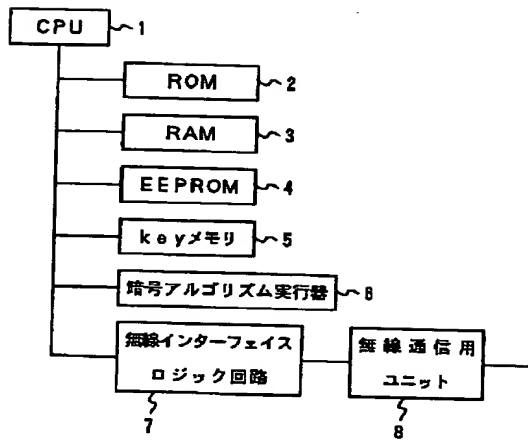 CPU
1
ROM
2
RAM
3
EEPROM
4
keyメモリ
5
暗号アルゴリズム実行器
6
無線インターフェイス
ロジック回路
7
無線通信用
ユニット
8